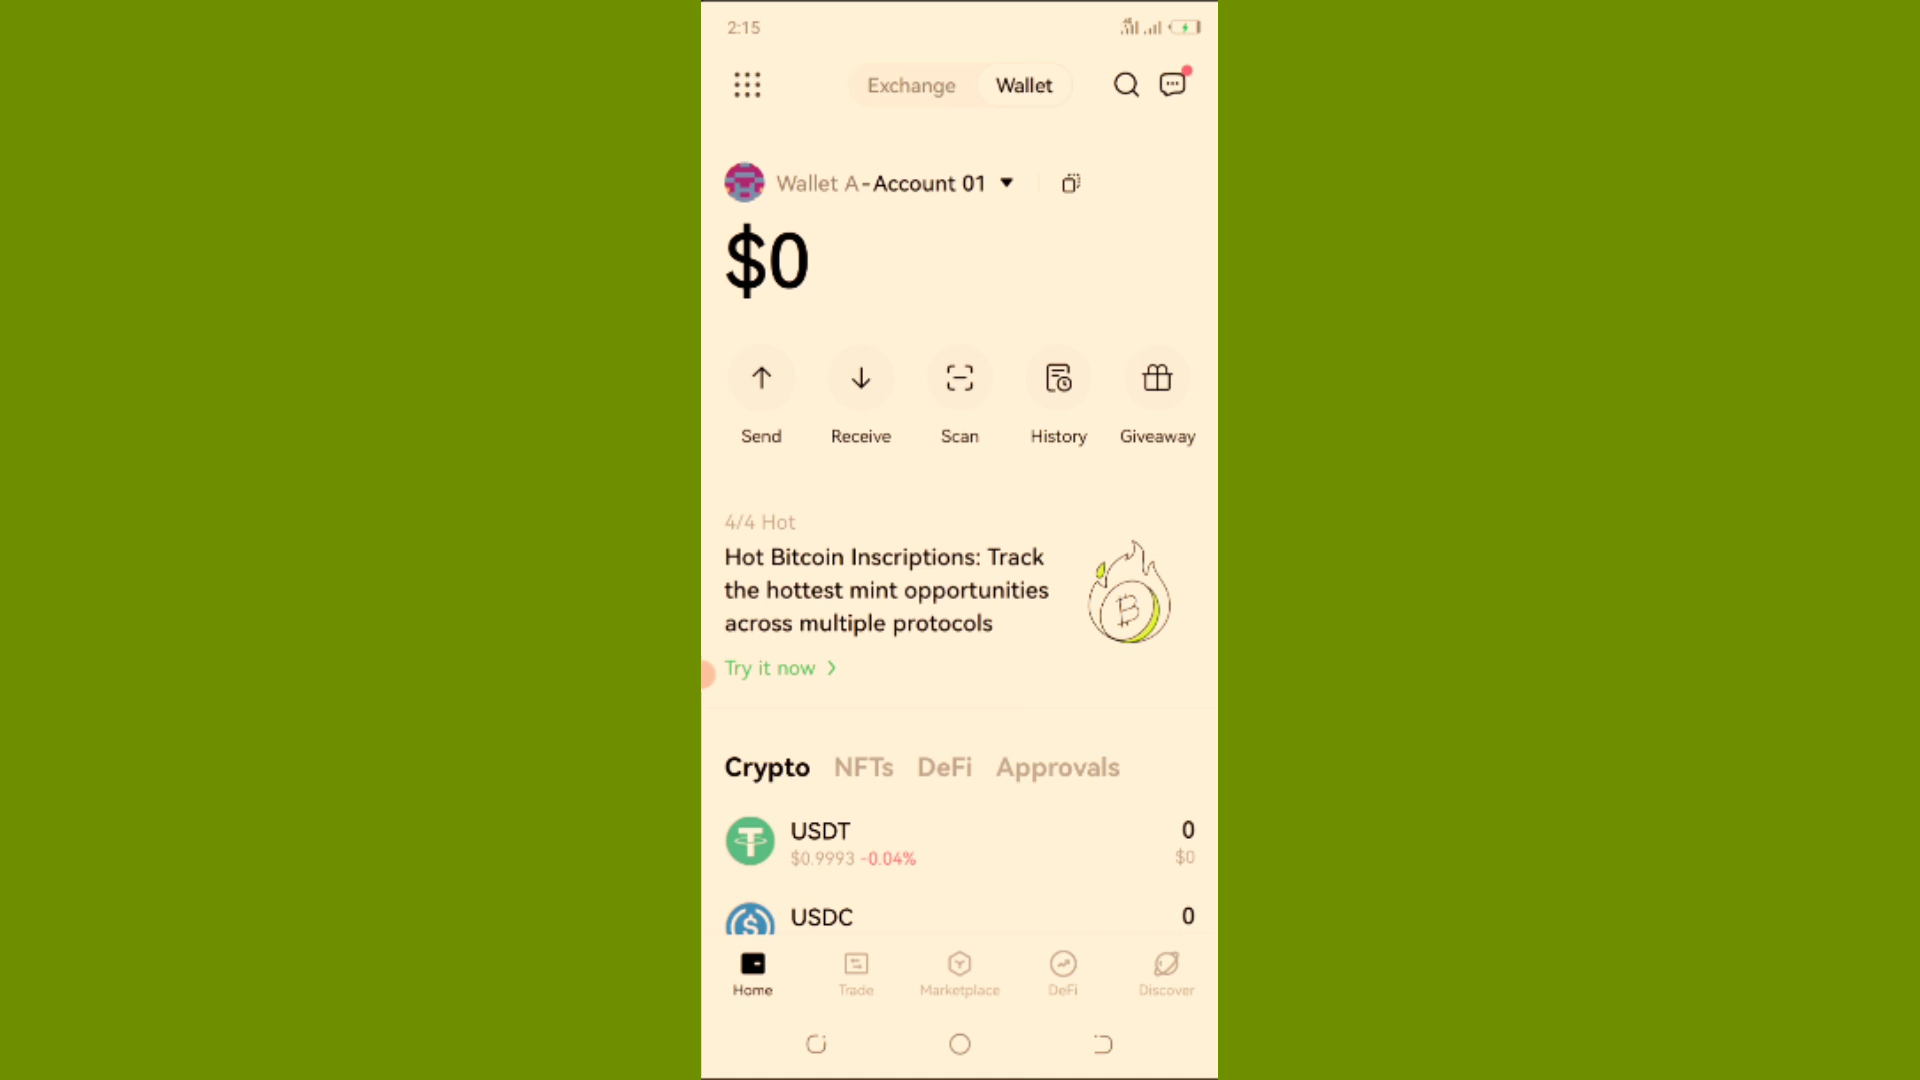 2:15
Exchange Wallet
Wallet A-Account 01
$0
Send Receive Scan History Giveaway
4/4 Hot
Hot Bitcoin Inscriptions: Track
the hottest mint opportunities
across multiple protocols
Try it now
Crypto NFTs DeFi Approvals
USDT 0
$0.9993 -0.04% $0
USDC 0
Home Trade Marketplace DeFi Discover